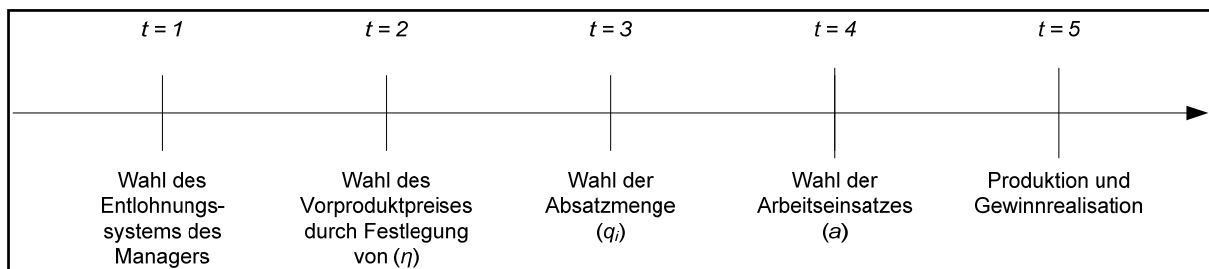 t = 1 t = 2 t = 3 t = 4 t = 5
Wahl des
Entlohnungs-
systems des
Managers
Wahl des
Vorproduktpreises
durch Festlegung
von (η)
Wahl der
Absatzmenge
(qᵢ)
Wahl der
Arbeitseinsatzes
(a)
Produktion und
Gewinnrealisation